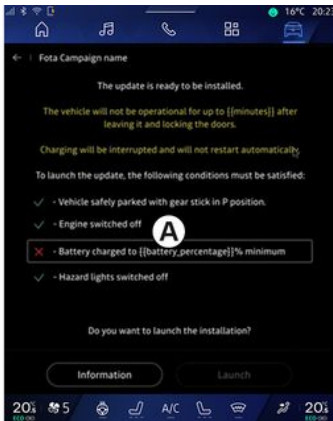 16°C 20:23
Fota Campaign name
The update is ready to be installed.
The vehicle will not be operational for up to {{minutes}} after
leaving it and locking the doors.
Charging will be interrupted and will not restart automatically.
To launch the update, the following conditions must be satisfied:
- Vehicle safely parked with gear stick in P position.
- Engine switched off
A
- Battery charged to {{battery_percentage}}% minimum
- Hazard lights switched off
Do you want to launch the installation?
Information
Launch
20 5 A/C 20